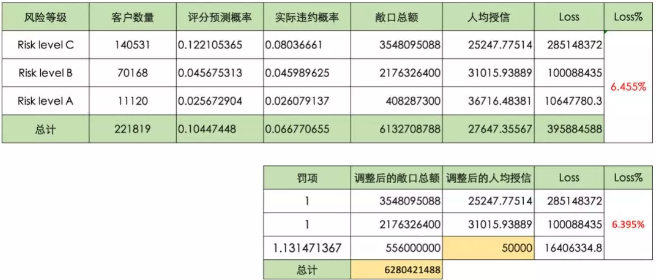 风险等级 客户数量 评分预测概率 实际违约概率 敞口总额 人均授信 Loss Loss%
Risk level C 140531 0.122105365 0.08036661 3548095088 25247.77514 285148372
Risk level B 70168 0.045675313 0.045989625 2176326400 31015.93889 100088435
6.455%
Risk level A 11120 0.025672904 0.026079137 408287300 36716.48381 10647780.3
总计 221819 0.10447448 0.066770655 6132708788 27647.35567 395884588
罚项 调整后的敞口总额 调整后的人均授信 Loss Loss%
1 3548095088 25247.77514 285148372
1 2176326400 31015.93889 100088435 6.395%
1.131471367 556000000 50000 16406334.8
总计 6280421488